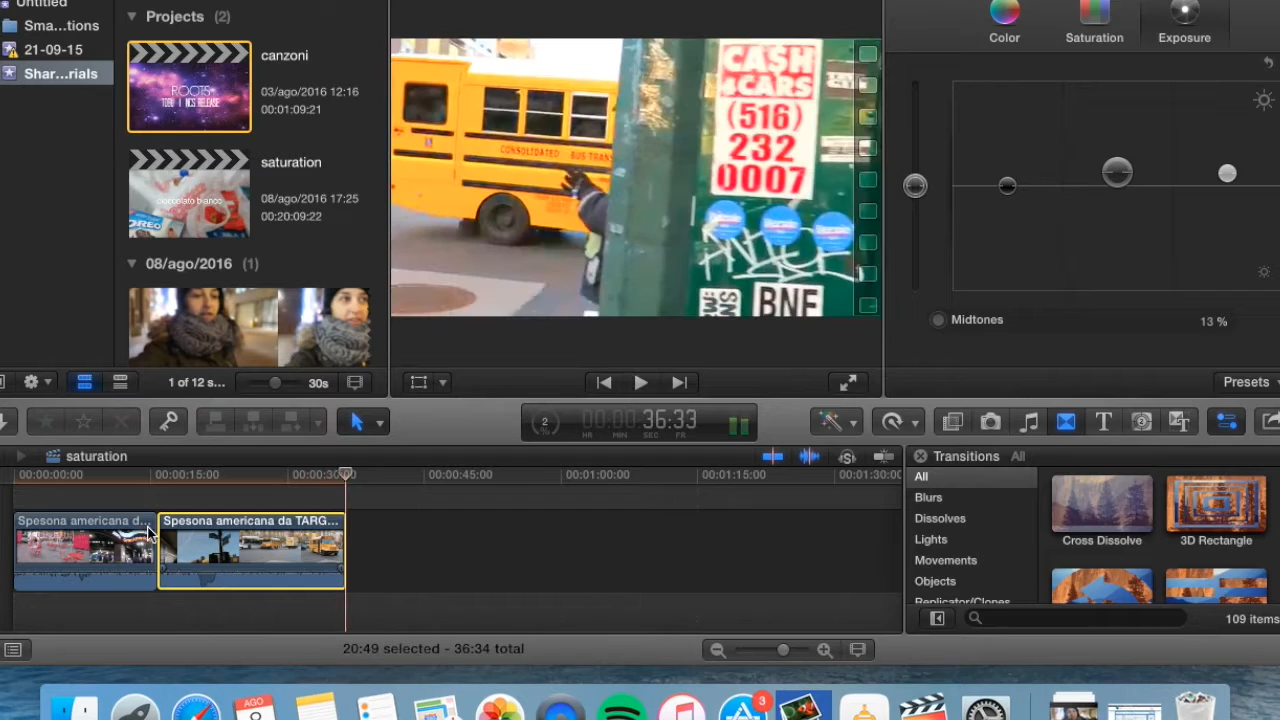 Untitled
Sma...tions
21-09-15
Shar...rials
Projects (2)
ROOTS
TOBU | NCS RELEASE
canzoni
03/ago/2016 12:16
00:01:09:21
cioccolato bianco
OREO
saturation
08/ago/2016 17:25
00:20:09:22
08/ago/2016 (1)
1 of 12 s...
30s
CONSOLIDATED BUS TRANS
CA$H
4 CARS
(516)
232
0007
BNE
Color
Saturation
Exposure
Midtones
13 %
Presets
2
00:00:36:33
HR MIN SEC FR
saturation
00:00:00:00
00:00:15:00
00:00:30:00
00:00:45:00
00:01:00:00
00:01:15:00
00:01:30:00
Spesona americana d...
Spesona americana da TARG...
Transitions All
All
Blurs
Dissolves
Lights
Movements
Objects
Replicator/Clones
Cross Dissolve
3D Rectangle
109 items
20:49 selected - 36:34 total
AGO
3